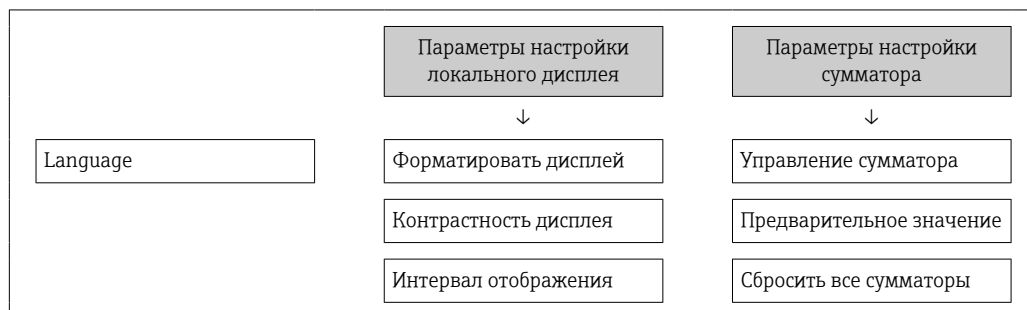 Параметры настройки
локального дисплея
Параметры настройки
сумматора
↓
↓
Language
Форматировать дисплей
Управление сумматора
Контрастность дисплея
Предварительное значение
Интервал отображения
Сбросить все сумматоры